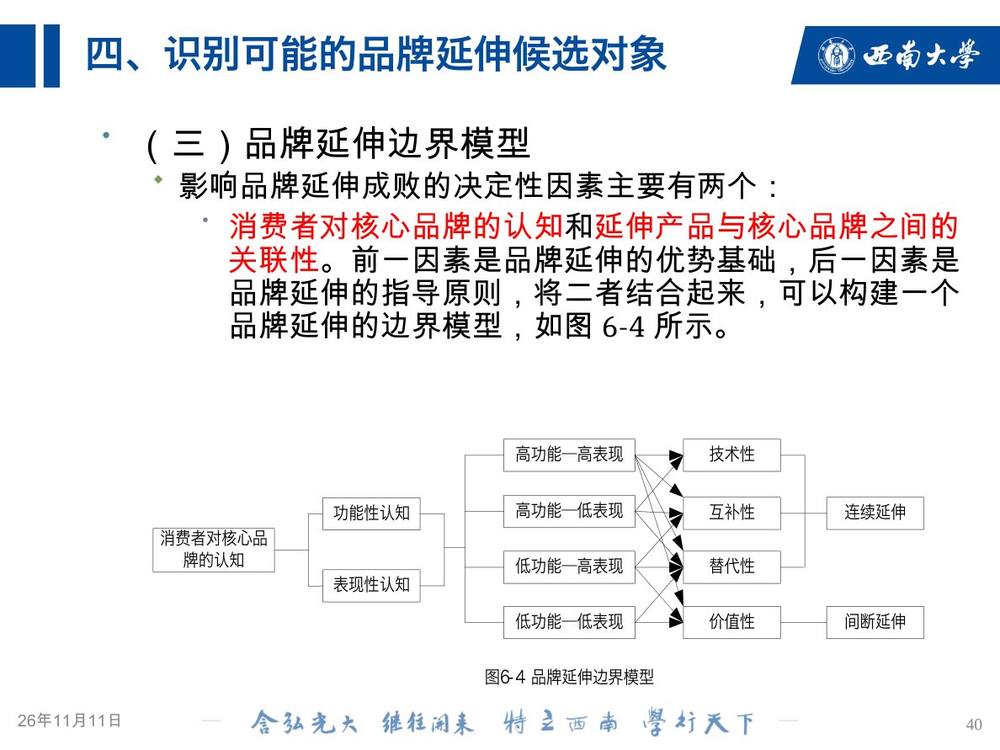 四、识别可能的品牌延伸候选对象
西南大学
（三）品牌延伸边界模型
影响品牌延伸成败的决定性因素主要有两个：
消费者对核心品牌的认知和延伸产品与核心品牌之间的
关联性。前一因素是品牌延伸的优势基础，后一因素是
品牌延伸的指导原则，将二者结合起来，可以构建一个
品牌延伸的边界模型，如图 6-4 所示。
消费者对核心品
牌的认知
功能性认知
表现性认知
高功能—高表现
高功能—低表现
低功能—高表现
低功能—低表现
技术性
互补性
替代性
价值性
连续延伸
间断延伸
图6-4 品牌延伸边界模型
26年11月11日
含弘光大 继往开来 特立西南 学行天下
40